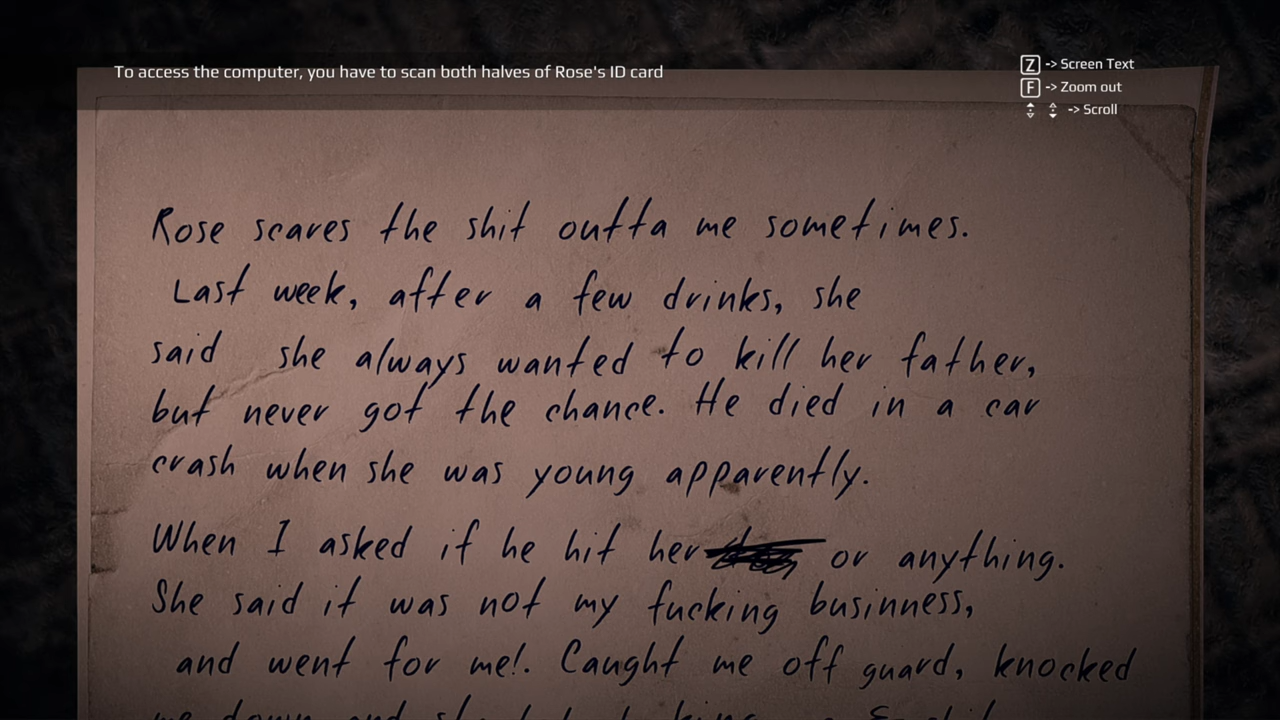 To access the computer, you have to scan both halves of Rose's ID card
Z -> Screen Text
F -> Zoom out
-> Scroll
Rose scares the shit outta me sometimes.
Last week, after a few drinks, she
said she always wanted to kill her father,
but never got the chance. He died in a car
crash when she was young apparently.
When I asked if he hit her or anything.
She said it was not my fucking businness,
and went for me!. Caught me off guard, knocked
me down and